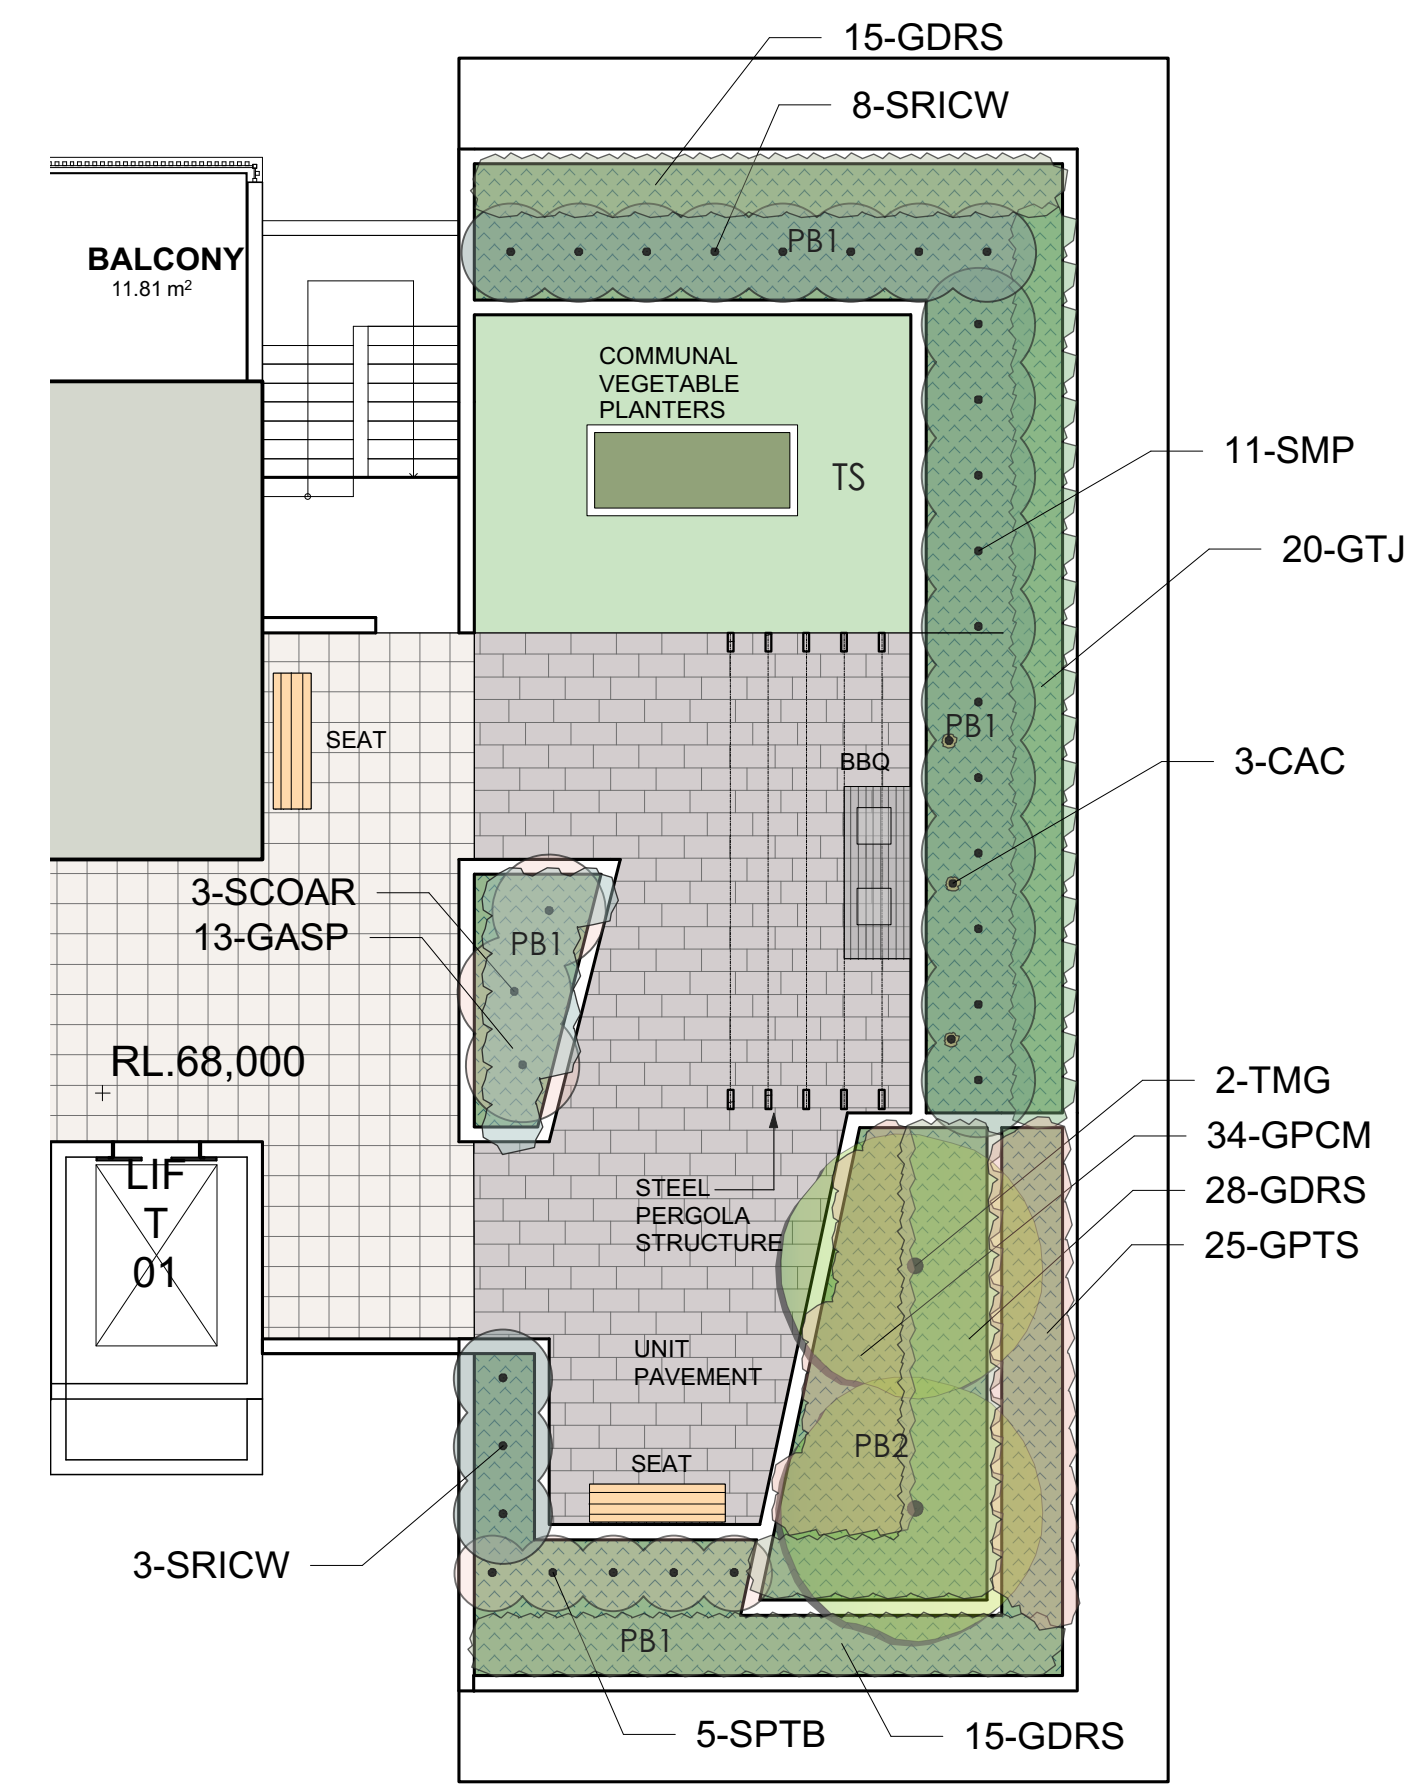 15-GDRS
8-SRICW
PB1
BALCONY
11.81 m²
COMMUNAL
VEGETABLE
PLANTERS
TS
11-SMP
20-GTJ
PB1
SEAT
BBQ
3-CAC
3-SCOAR
13-GASP
PB1
RL.68,000
2-TMG
34-GPCM
28-GDRS
25-GPTS
LIF
T
01
STEEL
PERGOLA
STRUCTURE
UNIT
PAVEMENT
PB2
SEAT
3-SRICW
PB1
5-SPTB
15-GDRS